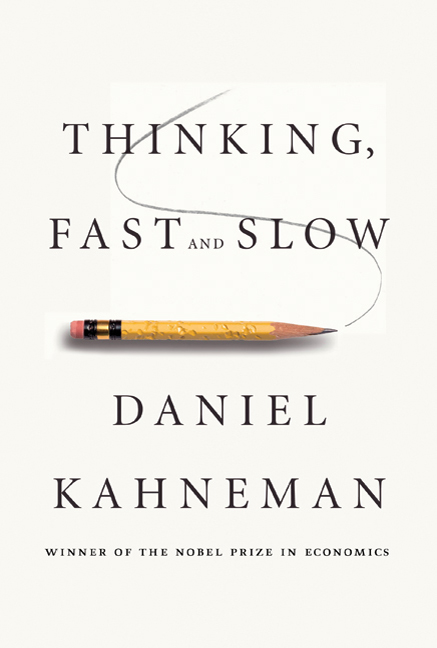 THINKING,
FAST AND SLOW
DANIEL
KAHNEMAN
WINNER OF THE NOBEL PRIZE IN ECONOMICS